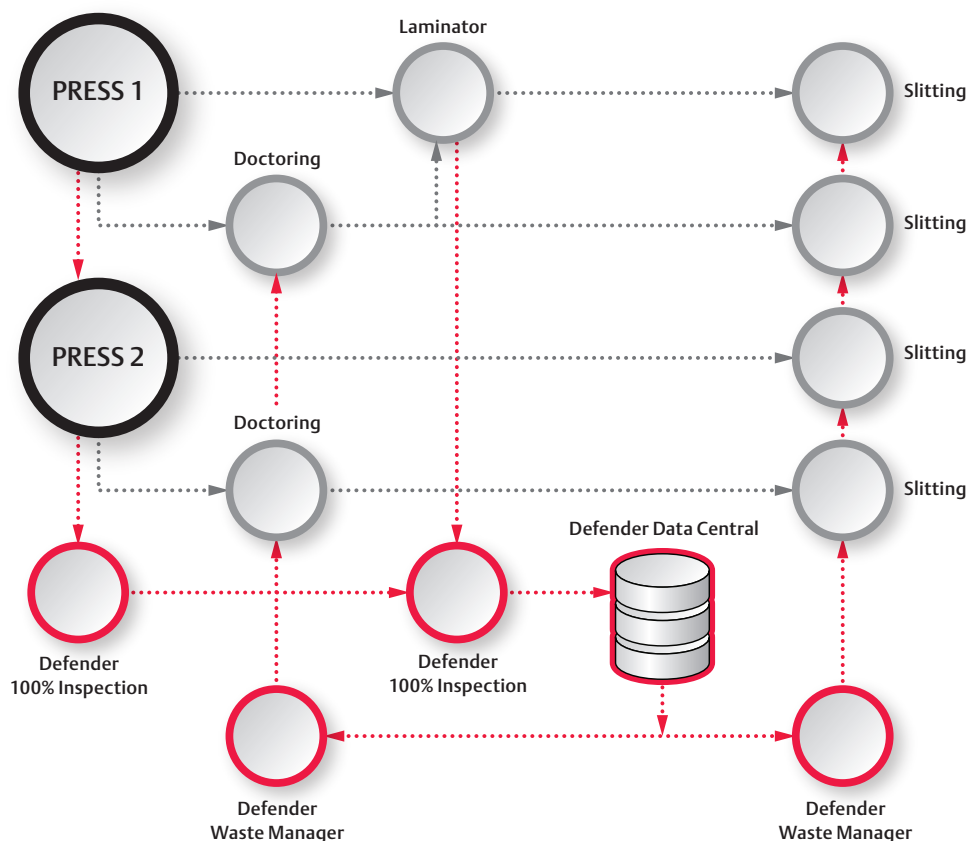 Laminator
PRESS 1
Slitting
Doctoring
Slitting
PRESS 2
Slitting
Doctoring
Slitting
Defender Data Central
Defender
100% Inspection
Defender
100% Inspection
Defender
Waste Manager
Defender
Waste Manager